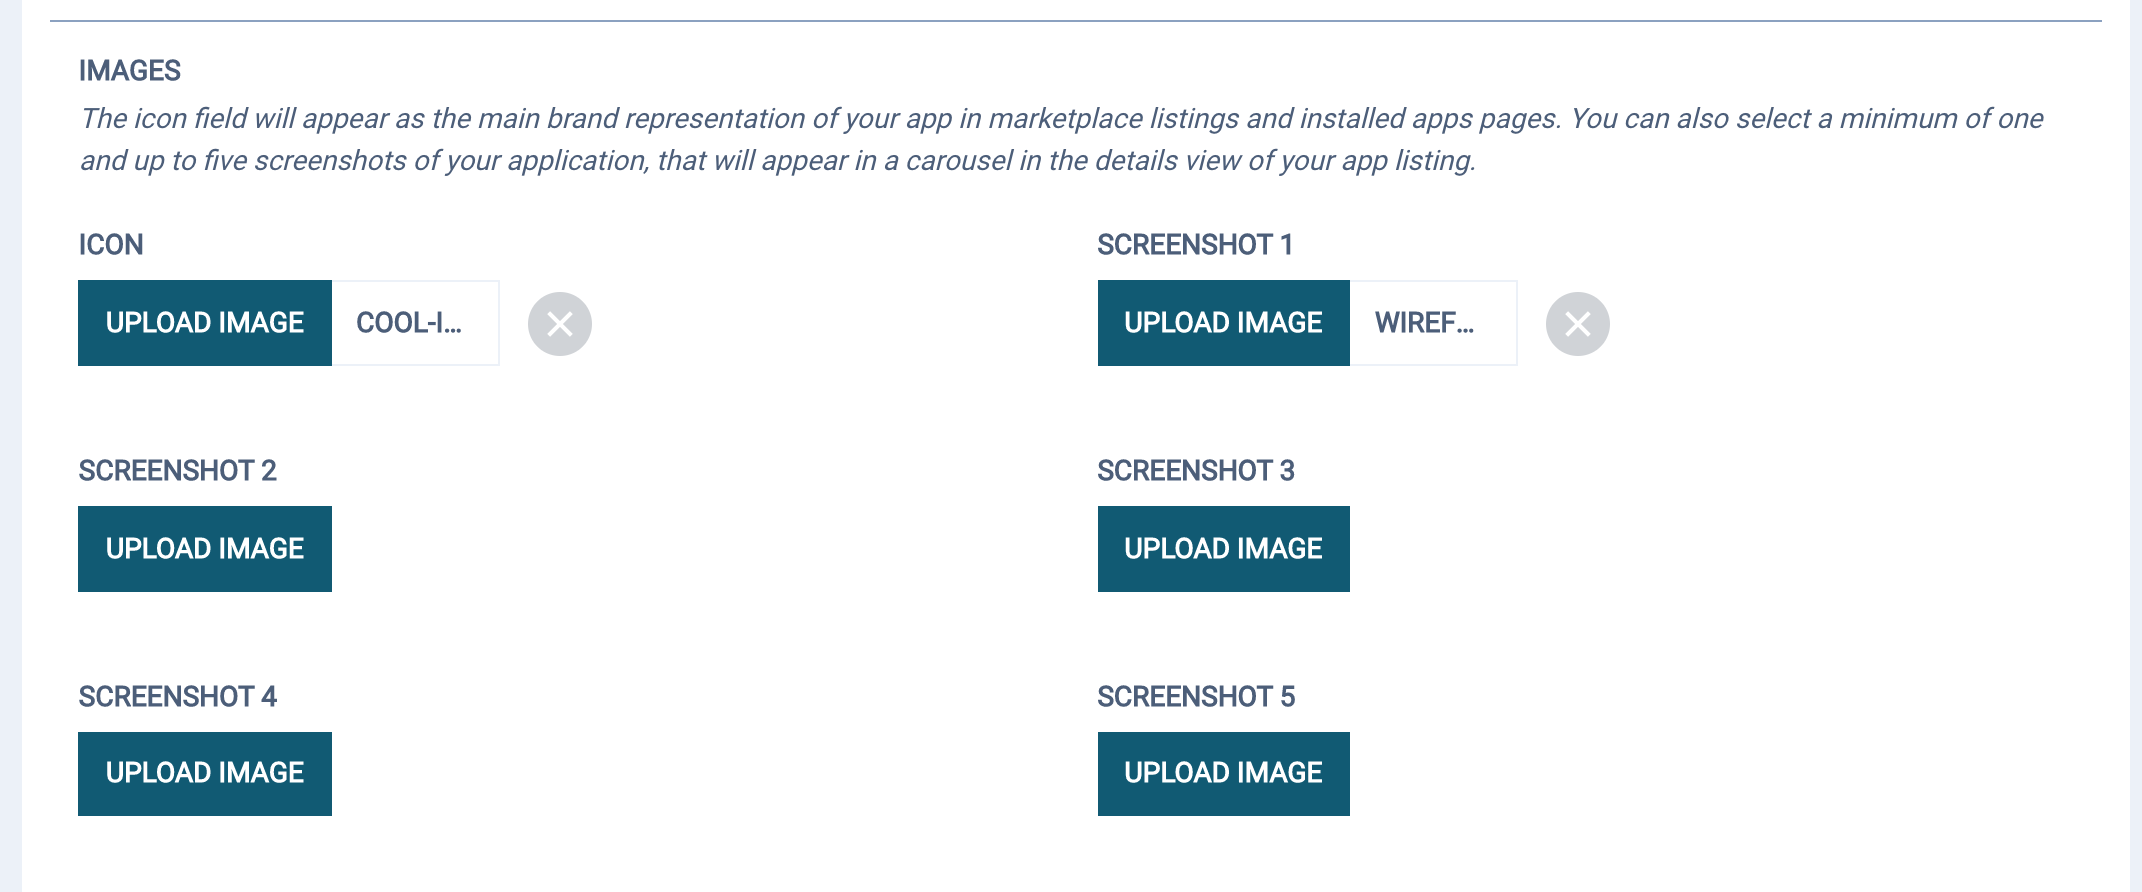 IMAGES
The icon field will appear as the main brand representation of your app in marketplace listings and installed apps pages. You can also select a minimum of one
and up to five screenshots of your application, that will appear in a carousel in the details view of your app listing.
ICON
UPLOAD IMAGE COOL-I...
SCREENSHOT 1
UPLOAD IMAGE WIREF...
SCREENSHOT 2
UPLOAD IMAGE
SCREENSHOT 3
UPLOAD IMAGE
SCREENSHOT 4
UPLOAD IMAGE
SCREENSHOT 5
UPLOAD IMAGE